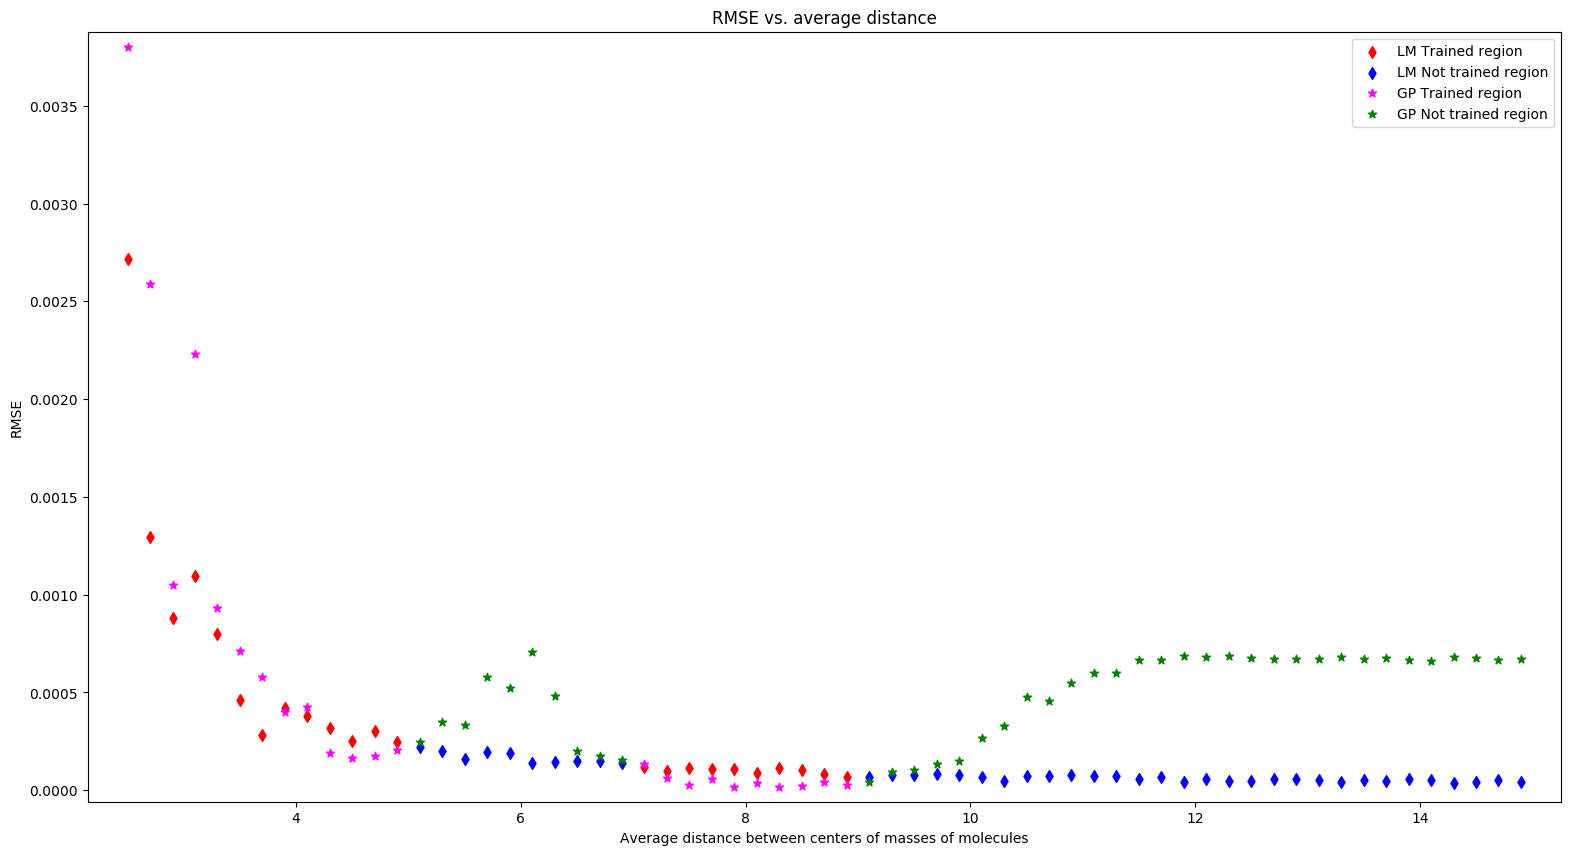 RMSE vs. average distance
LM Trained region
LM Not trained region
GP Trained region
GP Not trained region
0.0035
0.0030
0.0025
0.0020
0.0015
0.0010
0.0005
0.0000
RMSE
4 6 8 10 12 14
Average distance between centers of masses of molecules